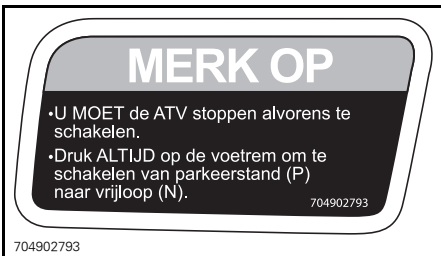 MERK OP
•U MOET de ATV stoppen alvorens te
schakelen.
•Druk ALTIJD op de voetrem om te
schakelen van parkeerstand (P)
naar vrijloop (N).
704902793
704902793